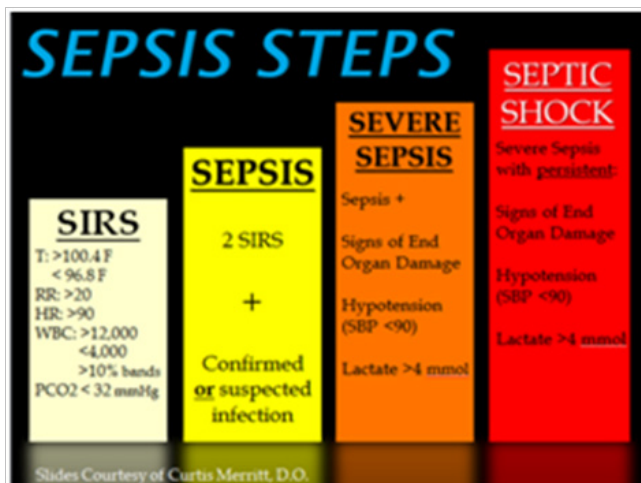 SEPSIS STEPS
SIRS
T: >100.4 F
< 96.8 F
RR: >20
HR: >90
WBC: >12,000
<4,000
>10% bands
PCO2 < 32 mmHg
SEPSIS
2 SIRS
+
Confirmed
or suspected
infection
SEVERE
SEPSIS
Sepsis +
Signs of End
Organ Damage
Hypotension
(SBP <90)
Lactate >4 mmol
SEPTIC
SHOCK
Severe Sepsis
with persistent:
Signs of End
Organ Damage
Hypotension
(SBP <90)
Lactate >4 mmol
Slides Courtesy of Curtis Merritt, D.O.